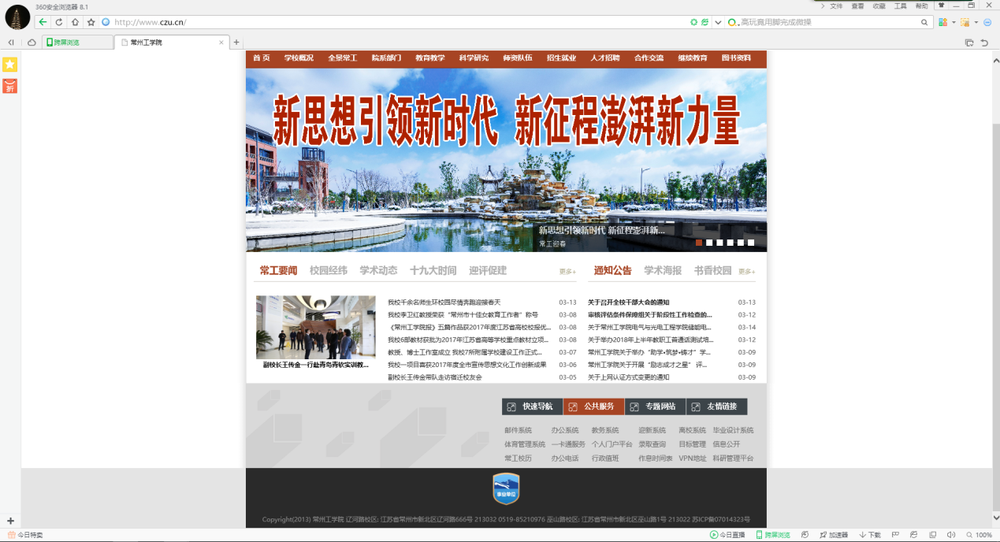 360安全浏览器 8.1
文件 查看 收藏 工具 帮助
http://www.czu.cn/
高玩竟用脚完成微操
跨屏浏览
常州工学院
折
首 页 学校概况 全景常工 院系部门 教育教学 科学研究 师资队伍 招生就业 人才招聘 合作交流 继续教育 图书资料
新思想引领新时代 新征程澎湃新力量
新思想引领新时代 新征程澎湃新...
常工迎春
常工要闻 校园经纬 学术动态 十九大时间 迎评促建 更多+
通知公告 学术海报 书香校园 更多+
副校长王传金一行赴青鸟青软实训教...
我校千余名师生环校园尽情奔跑迎接春天 03-13
我校李卫红教授荣获“常州市十佳女教育工作者”称号 03-08
《常州工学院报》五篇作品获2017年度江苏省高校校报优... 03-08
我校6部教材获批为2017年江苏省高等学校重点教材立项... 03-08
教授、博士工作室成立 我校7所附属学校建设工作正式... 03-07
我校一项目喜获2017年度全市宣传思想文化工作创新成果 03-06
副校长王传金带队走访宿迁校友会 03-05
关于召开全校干部大会的通知 03-13
审核评估条件保障组关于阶段性工作检查的... 03-12
关于常州工学院电气与光电工程学院储能电... 03-14
关于举办2018年上半年教职工普通话测试培... 03-12
常州工学院关于举办“助学•筑梦•铸才”学... 03-09
常州工学院关于开展“励志成才之星” 评... 03-09
关于上网认证方式变更的通知 03-09
快速导航 公共服务 专题网站 友情链接
邮件系统 办公系统 教务系统 迎新系统 高校系统 毕业设计系统
体育管理系统 一卡通服务 个人门户平台 录取查询 目标管理 信息公开
常工校历 办公电话 行政值班 作息时间表 VPN地址 科研管理平台
事业单位
Copyright(2013) 常州工学院 辽河路校区: 江苏省常州市新北区辽河路666号 213032 0519-85210976 巫山路校区: 江苏省常州市新北区巫山路1号 213022 苏ICP备07014323号
今日特卖
今日直播 跨屏浏览 加速器 下载 100%